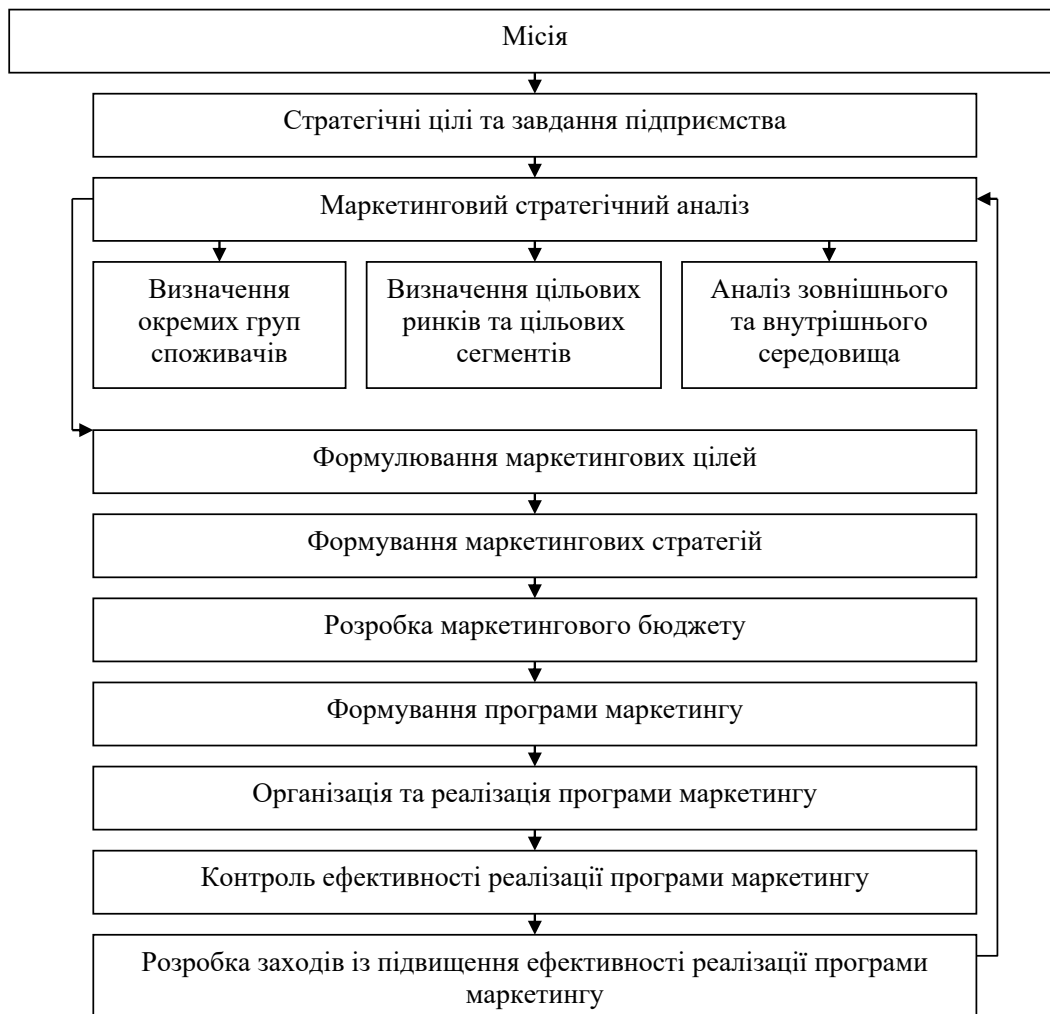 Місія
Стратегічні цілі та завдання підприємства
Маркетинговий стратегічний аналіз
Визначення
окремих груп
споживачів
Визначення цільових
ринків та цільових
сегментів
Аналіз зовнішнього
та внутрішнього
середовища
Формулювання маркетингових цілей
Формування маркетингових стратегій
Розробка маркетингового бюджету
Формування програми маркетингу
Організація та реалізація програми маркетингу
Контроль ефективності реалізації програми маркетингу
Розробка заходів із підвищення ефективності реалізації програми
маркетингу